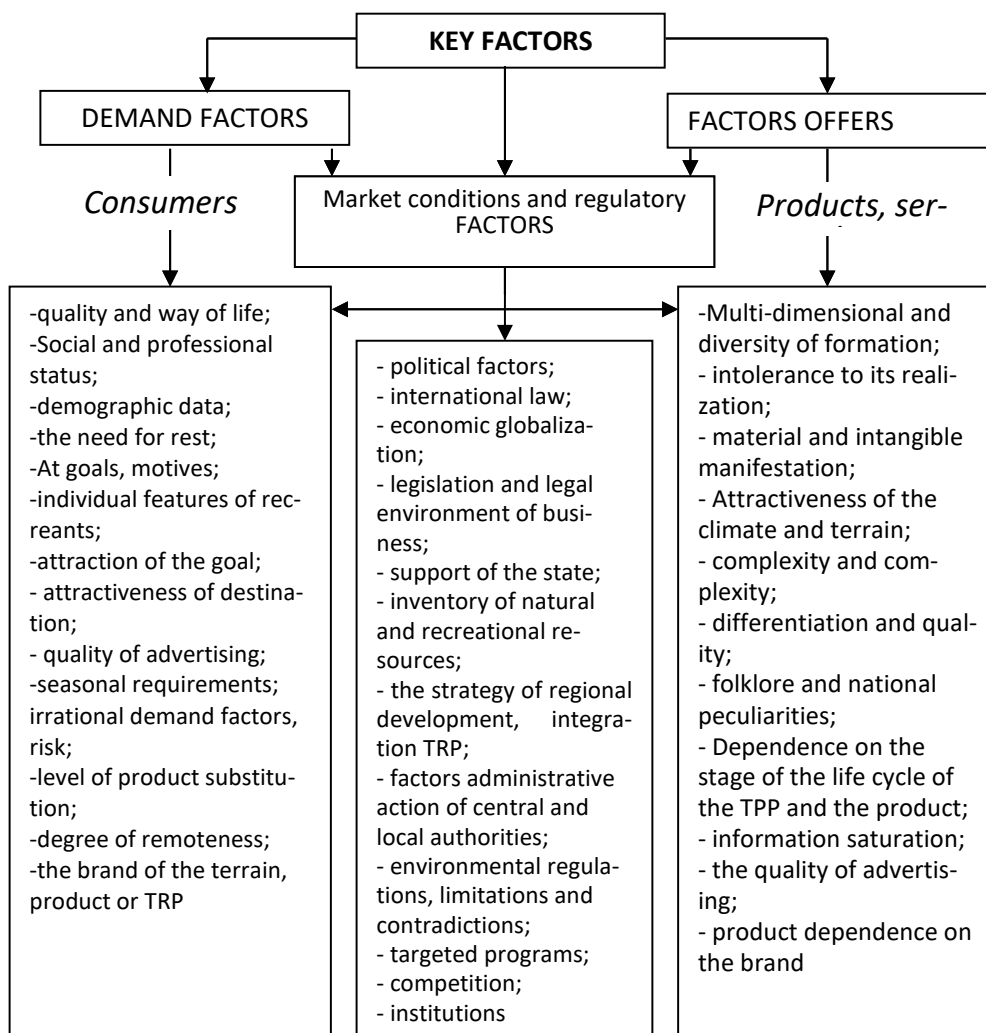 KEY FACTORS
DEMAND FACTORS
FACTORS OFFERS
Consumers
Market conditions and regulatory
FACTORS
Products, ser-
-quality and way of life;
-Social and professional
status;
-demographic data;
-the need for rest;
-At goals, motives;
-individual features of rec-
reants;
-attraction of the goal;
- attractiveness of destina-
tion;
- quality of advertising;
-seasonal requirements;
irrational demand factors,
risk;
-level of product substitu-
tion;
-degree of remoteness;
-the brand of the terrain,
product or TRP
- political factors;
- international law;
- economic globaliza-
tion;
- legislation and legal
environment of busi-
ness;
- support of the state;
- inventory of natural
and recreational re-
sources;
- the strategy of regional
development, integra-
tion TRP;
- factors administrative
action of central and
local authorities;
- environmental regula-
tions, limitations and
contradictions;
- targeted programs;
- competition;
- institutions
-Multi-dimensional and
diversity of formation;
- intolerance to its reali-
zation;
- material and intangible
manifestation;
- Attractiveness of the
climate and terrain;
- complexity and com-
plexity;
- differentiation and qual-
ity;
- folklore and national
peculiarities;
- Dependence on the
stage of the life cycle of
the TPP and the product;
- information saturation;
- the quality of advertis-
ing;
- product dependence on
the brand